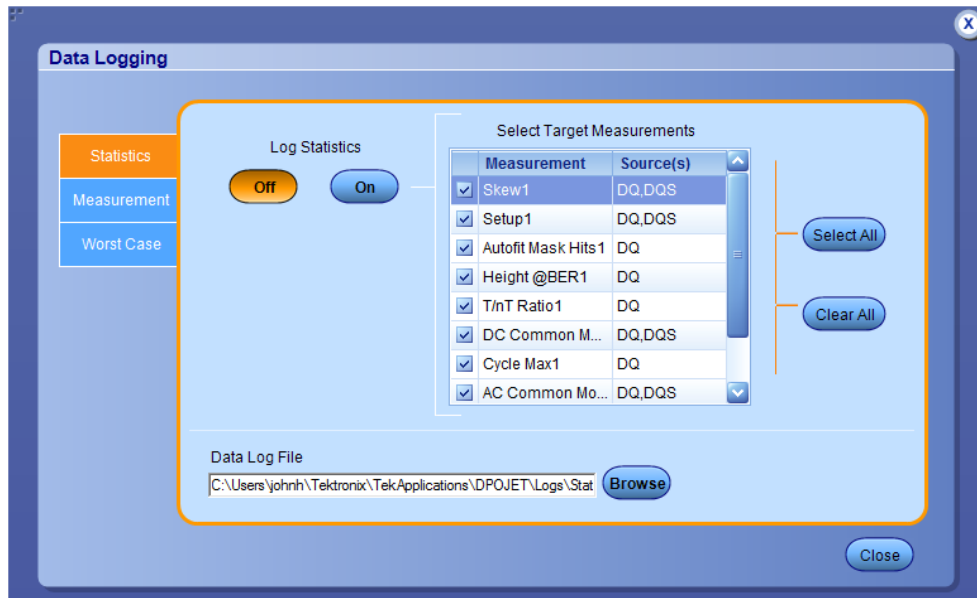 X
Data Logging
Statistics
Measurement
Worst Case
Log Statistics
Off On
Select Target Measurements
Measurement Source(s)
Skew1 DQ,DQS
Setup1 DQ,DQS
Autofit Mask Hits1 DQ
Height @BER1 DQ
T/nT Ratio1 DQ
DC Common M... DQ,DQS
Cycle Max1 DQ
AC Common Mo... DQ,DQS
Select All
Clear All
Data Log File
C:\Users\johnh\Tektronix\TekApplications\DPOJET\Logs\Stat Browse
Close